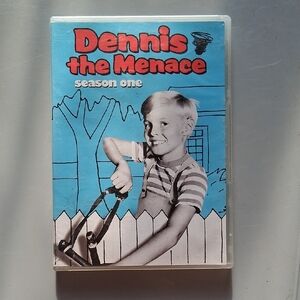 Dennis
the Menace
season one